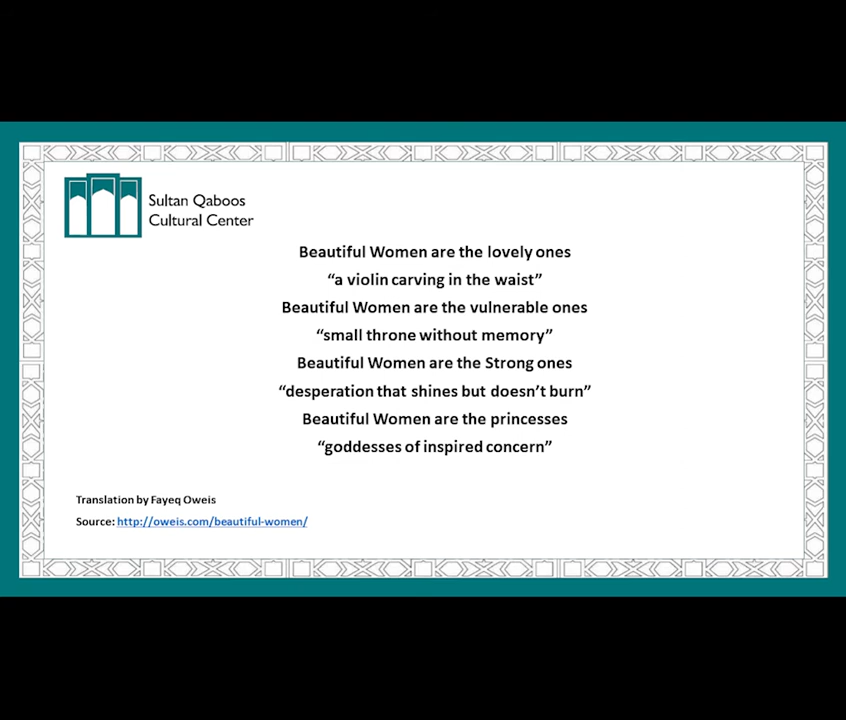 Sultan Qaboos
Cultural Center
Beautiful Women are the lovely ones
“a violin carving in the waist”
Beautiful Women are the vulnerable ones
“small throne without memory”
Beautiful Women are the Strong ones
“desperation that shines but doesn’t burn”
Beautiful Women are the princesses
“goddesses of inspired concern”
Translation by Fayeq Oweis
Source: http://oweis.com/beautiful-women/